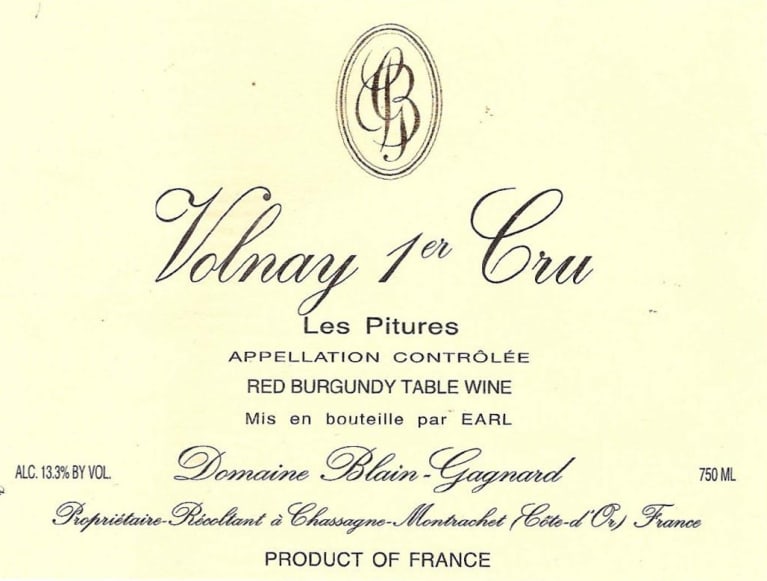 Volnay 1er Cru
Les Pitures
APPELLATION CONTRÔLÉE
RED BURGUNDY TABLE WINE
Mis en bouteille par EARL
ALC. 13.3% BY VOL. Domaine Blain-Gagnard 750 ML
Propriétaire-Récoltant à Chassagne-Montrachet (Côte-d'Or) France
PRODUCT OF FRANCE